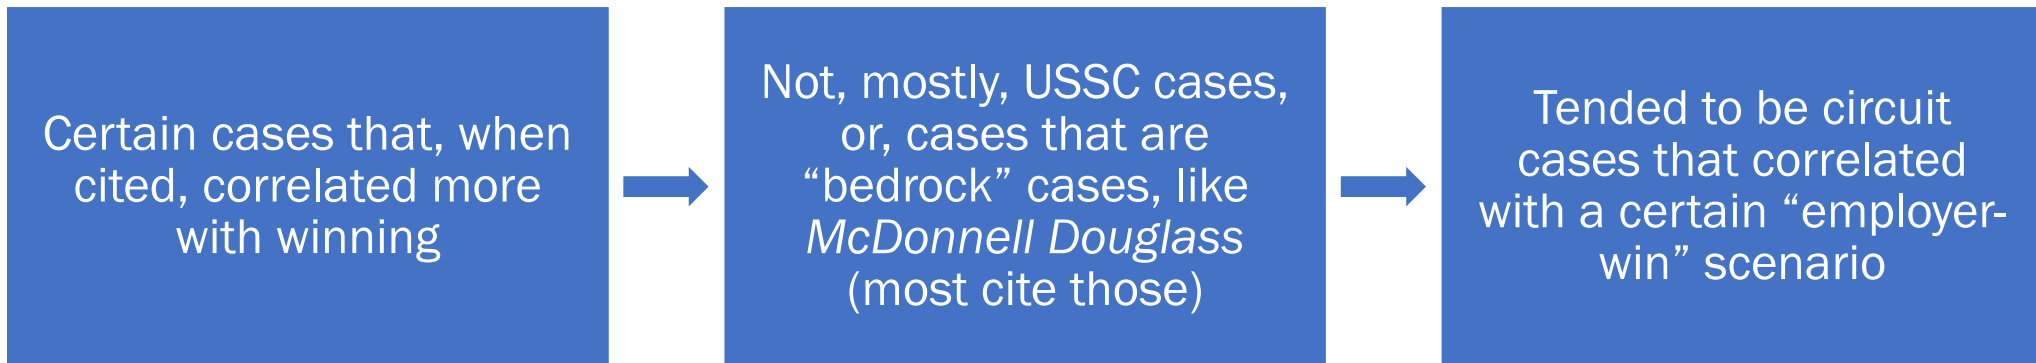 Certain cases that, when
cited, correlated more
with winning
Not, mostly, USSC cases,
or, cases that are
“bedrock” cases, like
McDonnell Douglass
(most cite those)
Tended to be circuit
cases that correlated
with a certain “employer-
win” scenario